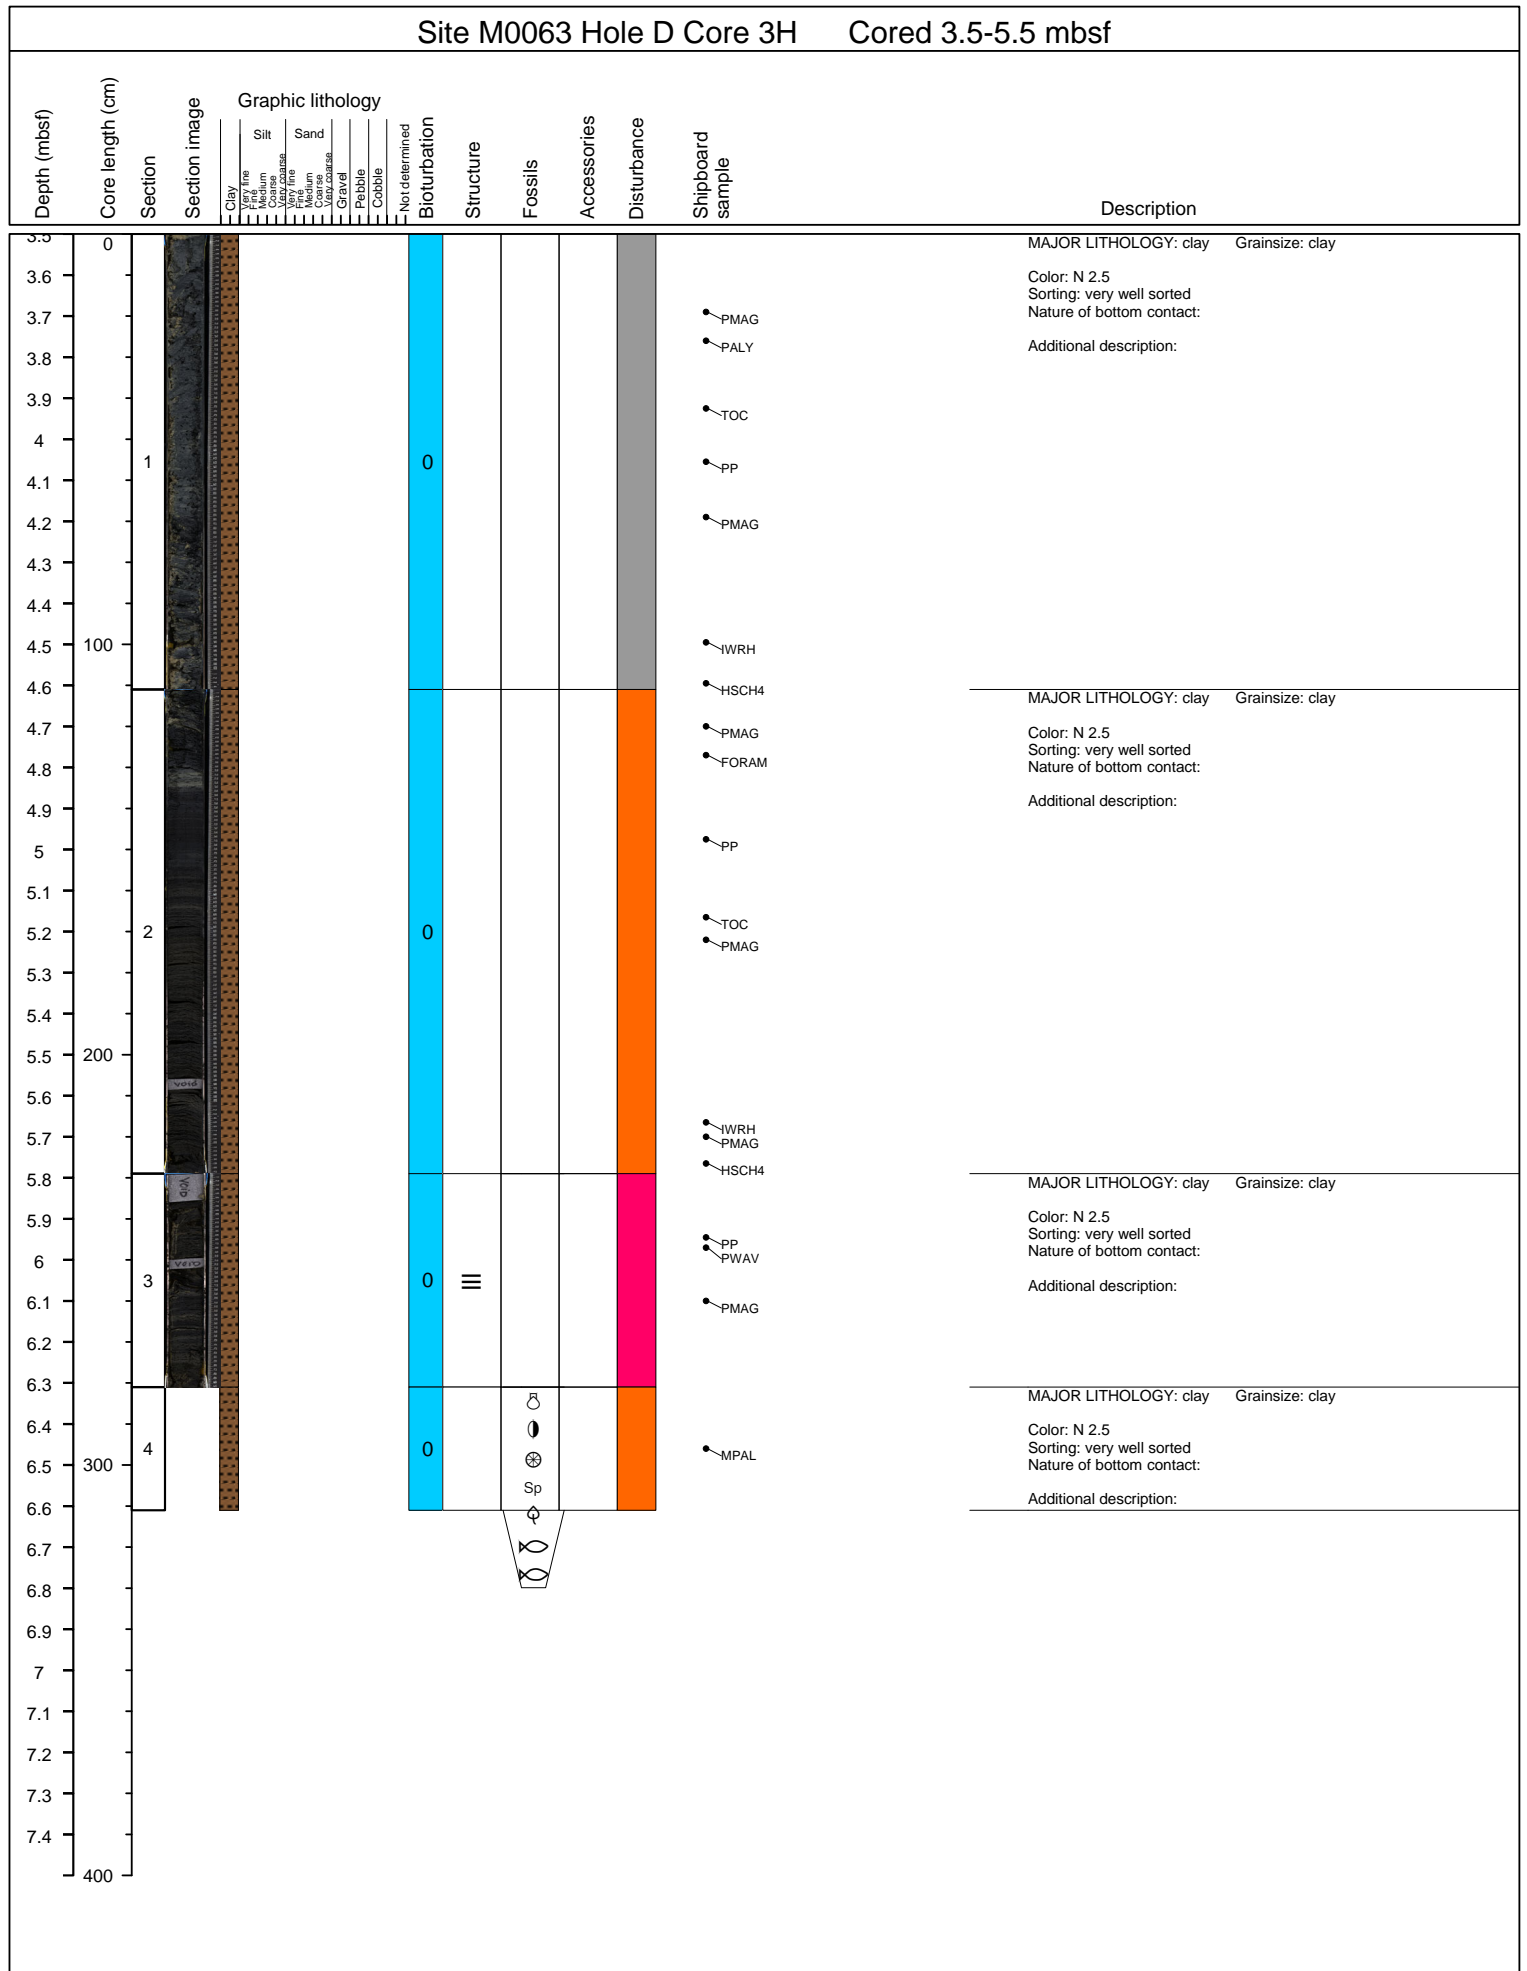 Site M0063 Hole D Core 3H Cored 3.5-5.5 mbsf
Depth (mbsf)
Core length (cm)
Section
Section image
Graphic lithology
Clay
Silt
Very fine
Fine
Medium
Coarse
Very coarse
Sand
Very fine
Fine
Medium
Coarse
Very coarse
Gravel
Pebble
Cobble
Not determined
Bioturbation
Structure
Fossils
Accessories
Disturbance
Shipboard
sample
Description
3.5
3.6
3.7
3.8
3.9
4
4.1
4.2
4.3
4.4
4.5
4.6
4.7
4.8
4.9
5
5.1
5.2
5.3
5.4
5.5
5.6
5.7
5.8
5.9
6
6.1
6.2
6.3
6.4
6.5
6.6
6.7
6.8
6.9
7
7.1
7.2
7.3
7.4
0
100
200
300
400
1
2
3
4
VOID
VOID
VOID
0
0
0
0
Sp
PMAG
PALY
TOC
PP
PMAG
IWRH
HSCH4
PMAG
FORAM
PP
TOC
PMAG
IWRH
PMAG
HSCH4
PP
PWAV
PMAG
MPAL
MAJOR LITHOLOGY: clay Grainsize: clay
Color: N 2.5
Sorting: very well sorted
Nature of bottom contact:
Additional description:
MAJOR LITHOLOGY: clay Grainsize: clay
Color: N 2.5
Sorting: very well sorted
Nature of bottom contact:
Additional description:
MAJOR LITHOLOGY: clay Grainsize: clay
Color: N 2.5
Sorting: very well sorted
Nature of bottom contact:
Additional description:
MAJOR LITHOLOGY: clay Grainsize: clay
Color: N 2.5
Sorting: very well sorted
Nature of bottom contact:
Additional description: